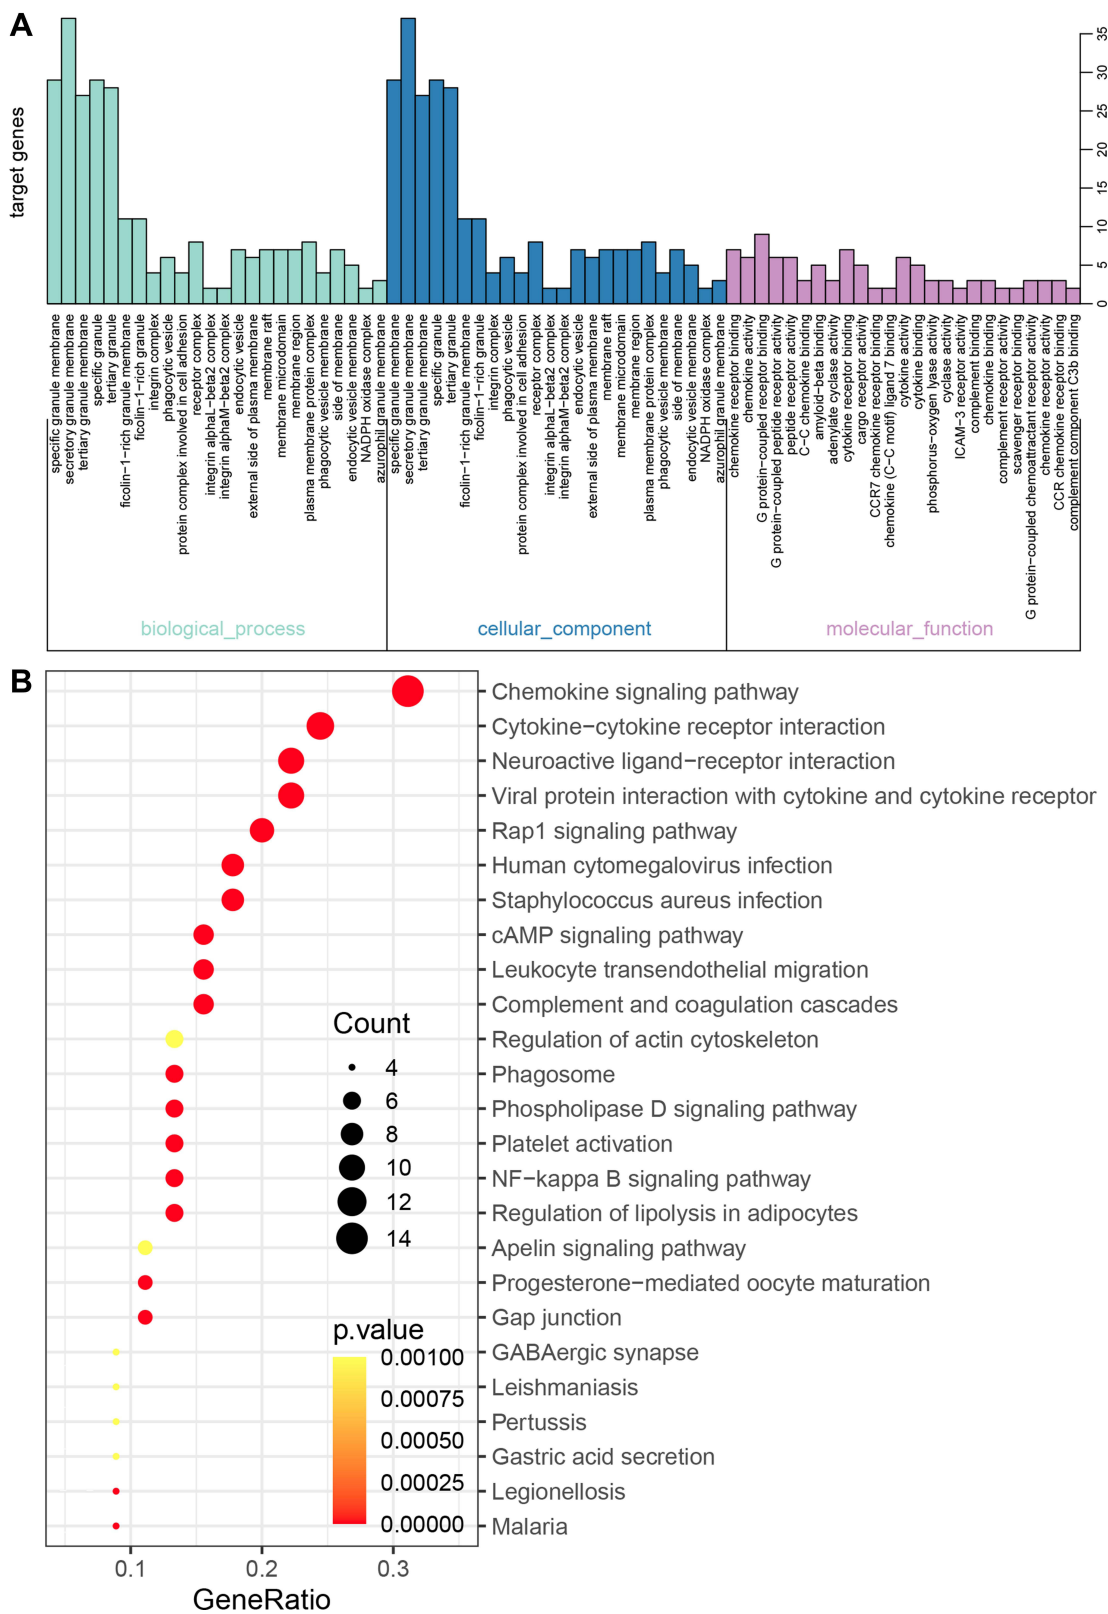 A
target genes
35
30
25
20
15
10
5
0
specific granule membrane
secretory granule membrane
tertiary granule membrane
specific granule
tertiary granule
ficolin−1−rich granule membrane
ficolin−1−rich granule
integrin complex
phagocytic vesicle
protein complex involved in cell adhesion
receptor complex
integrin alphaL−beta2 complex
integrin alphaM−beta2 complex
endocytic vesicle
external side of plasma membrane
membrane raft
membrane microdomain
membrane region
plasma membrane protein complex
phagocytic vesicle membrane
side of membrane
endocytic vesicle membrane
NADPH oxidase complex
azurophil granule membrane
specific granule membrane
secretory granule membrane
tertiary granule membrane
specific granule
tertiary granule
ficolin−1−rich granule membrane
ficolin−1−rich granule
integrin complex
phagocytic vesicle
protein complex involved in cell adhesion
receptor complex
integrin alphaL−beta2 complex
integrin alphaM−beta2 complex
endocytic vesicle
external side of plasma membrane
membrane raft
membrane microdomain
membrane region
plasma membrane protein complex
phagocytic vesicle membrane
side of membrane
endocytic vesicle membrane
NADPH oxidase complex
azurophil granule membrane
chemokine receptor binding
chemokine activity
G protein−coupled receptor binding
G protein−coupled peptide receptor activity
peptide receptor activity
C−C chemokine binding
amyloid−beta binding
adenylate cyclase activity
cytokine receptor binding
cargo receptor activity
CCR7 chemokine receptor binding
chemokine (C−C motif) ligand 7 binding
cytokine activity
cytokine binding
phosphorus−oxygen lyase activity
cyclase activity
ICAM−3 receptor activity
complement binding
chemokine binding
complement receptor activity
scavenger receptor binding
G protein−coupled chemoattractant receptor activity
chemokine receptor activity
CCR chemokine receptor binding
complement component C3b binding
biological_process
cellular_component
molecular_function
B
Chemokine signaling pathway
Cytokine−cytokine receptor interaction
Neuroactive ligand−receptor interaction
Viral protein interaction with cytokine and cytokine receptor
Rap1 signaling pathway
Human cytomegalovirus infection
Staphylococcus aureus infection
cAMP signaling pathway
Leukocyte transendothelial migration
Complement and coagulation cascades
Regulation of actin cytoskeleton
Phagosome
Phospholipase D signaling pathway
Platelet activation
NF−kappa B signaling pathway
Regulation of lipolysis in adipocytes
Apelin signaling pathway
Progesterone−mediated oocyte maturation
Gap junction
GABAergic synapse
Leishmaniasis
Pertussis
Gastric acid secretion
Legionellosis
Malaria
Count
4
6
8
10
12
14
p.value
0.00100
0.00075
0.00050
0.00025
0.00000
0.1
0.2
0.3
GeneRatio